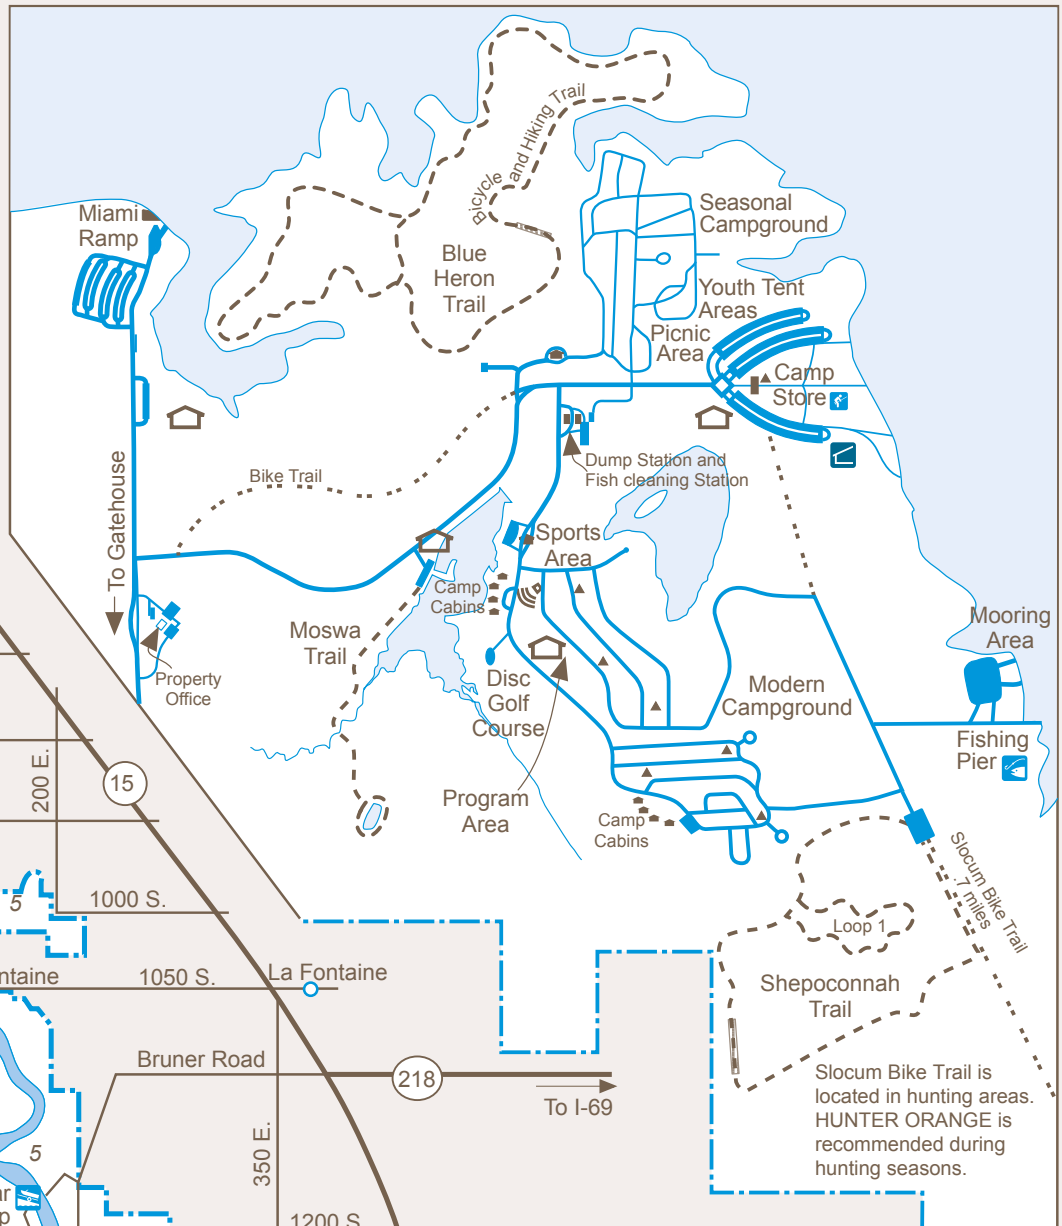 Bicycle and Hiking Trail
Miami
Ramp
Seasonal
Campground
Blue
Heron
Trail
Youth Tent
Areas
Picnic
Area
Camp
Store
Bike Trail
Dump Station and
Fish cleaning Station
To Gatehouse
Sports
Area
Camp
Cabins
Mooring
Area
Moswa
Trail
Property
Office
Disc
Golf
Course
Modern
Campground
Fishing
Pier
200 E.
15
Program
Area
Camp
Cabins
Slocum Bike Trail
.7 miles
5
1000 S.
Loop 1
ntaine
1050 S.
La Fontaine
Shepoconnah
Trail
Bruner Road
218
To I-69
Slocum Bike Trail is
located in hunting areas.
HUNTER ORANGE is
recommended during
hunting seasons.
350 E.
5
ar
p
1200 S.